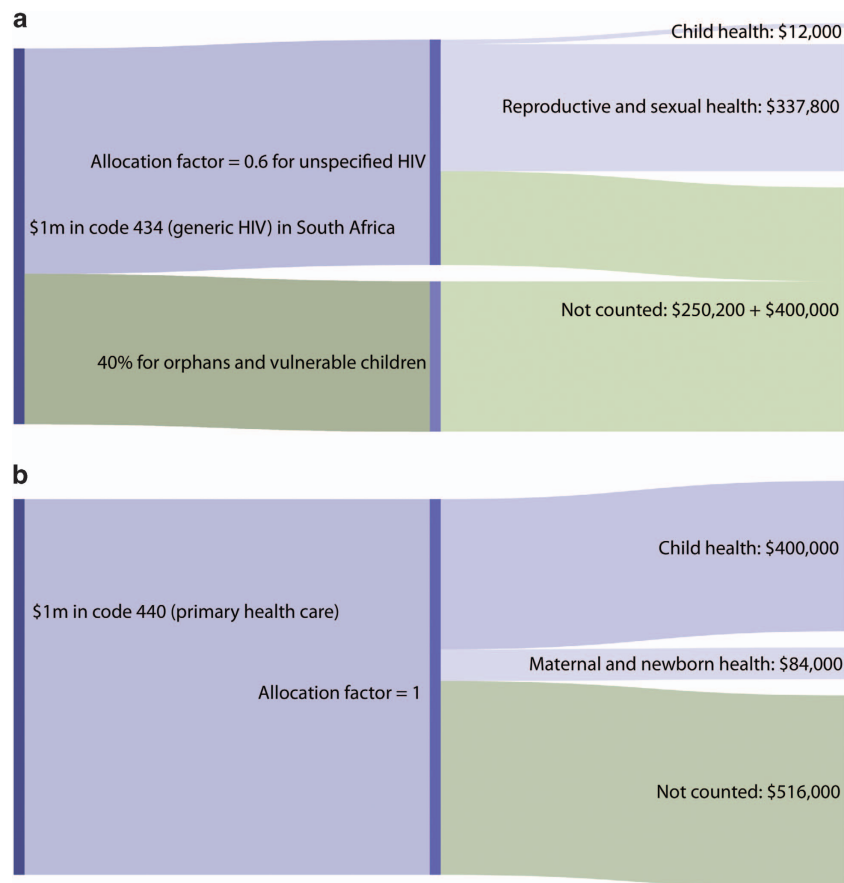 a
Child health: $12,000
Reproductive and sexual health: $337,800
Allocation factor = 0.6 for unspecified HIV
$1m in code 434 (generic HIV) in South Africa
Not counted: $250,200 + $400,000
40% for orphans and vulnerable children
b
Child health: $400,000
$1m in code 440 (primary health care)
Maternal and newborn health: $84,000
Allocation factor = 1
Not counted: $516,000